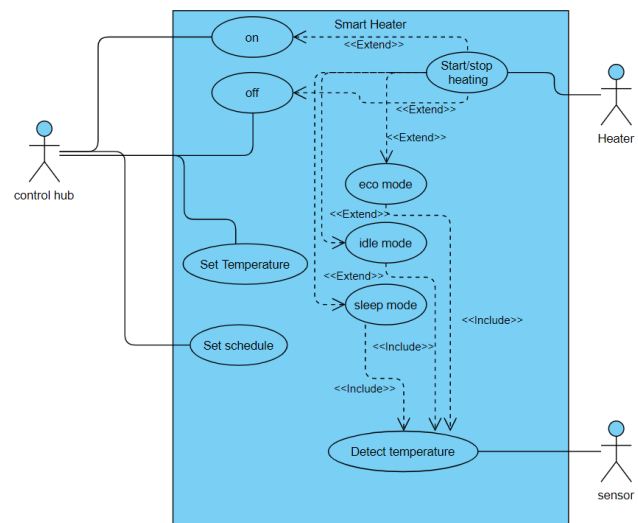 Smart Heater
on
<<Extend>>
Start/stop
heating
off
<<Extend>>
Heater
<<Extend>>
control hub
eco mode
<<Extend>>
idle mode
Set Temperature
<<Extend>>
sleep mode
<<Include>>
Set schedule
<<Include>>
<<Include>>
Detect temperature
sensor